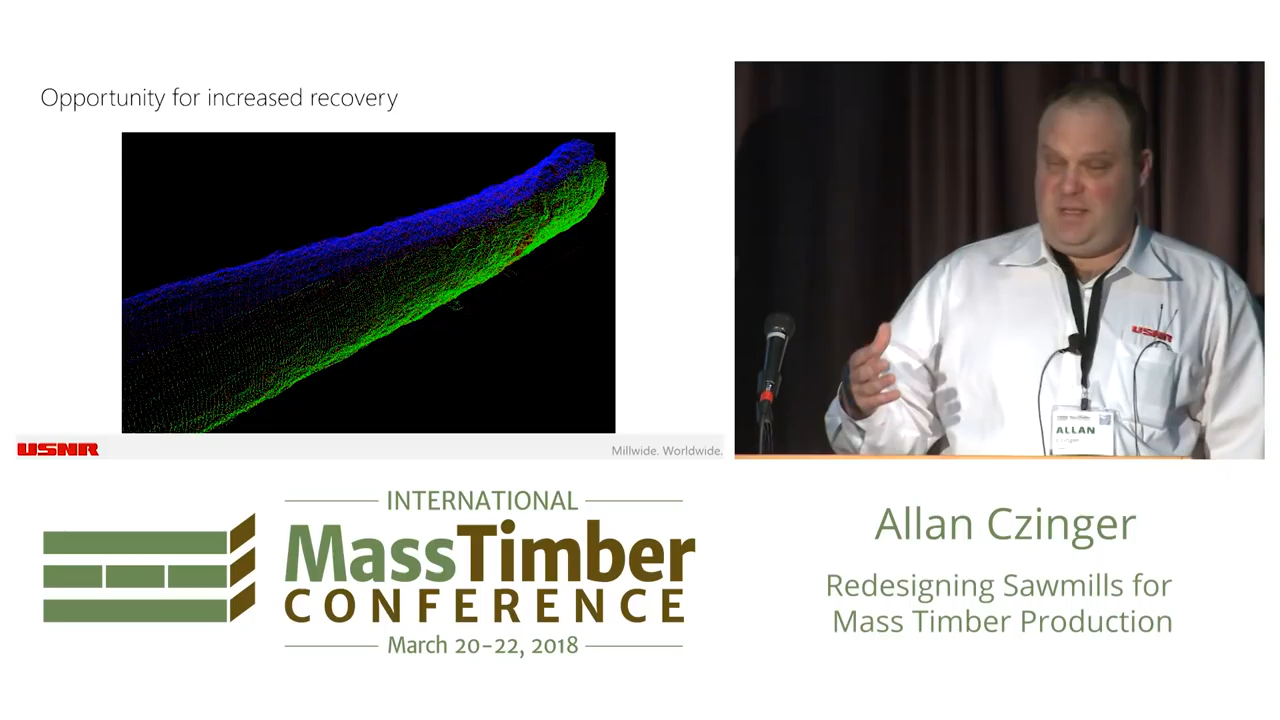 Opportunity for increased recovery
USNR
Millwide. Worldwide.
USNR
ALLAN
INTERNATIONAL
MassTimber
CONFERENCE
March 20–22, 2018
Allan Czinger
Redesigning Sawmills for
Mass Timber Production